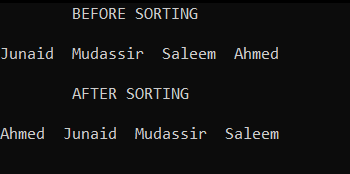 BEFORE SORTING
Junaid  Mudassir  Saleem  Ahmed
AFTER SORTING
Ahmed  Junaid  Mudassir  Saleem